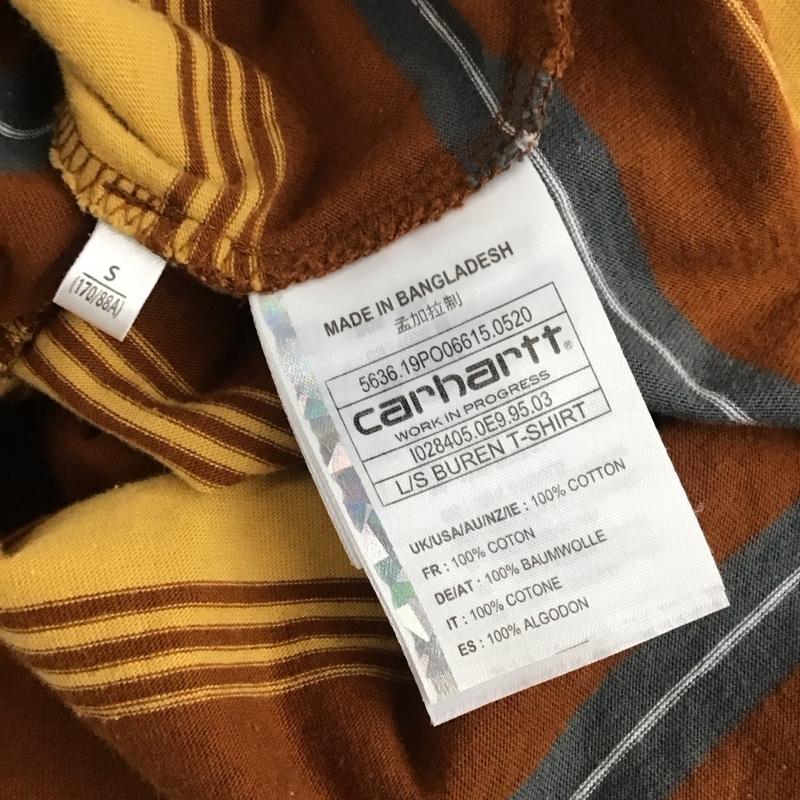 S
(170/88A)
MADE IN BANGLADESH
孟加拉制
5636.19PO06615.0520
carhartt®
WORK IN PROGRESS
I028405.0E9.95.03
L/S BUREN T-SHIRT
UK/USA/AU/NZ/IE : 100% COTTON
FR : 100% COTON
DE/AT : 100% BAUMWOLLE
IT : 100% COTONE
ES : 100% ALGODON